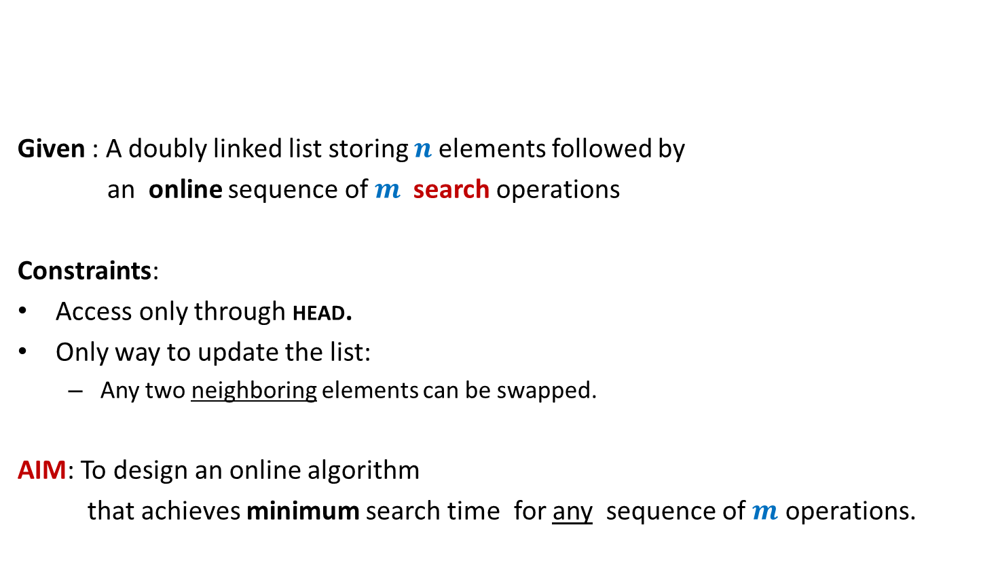 Given : A doubly linked list storing n elements followed by
an online sequence of m search operations
Constraints:
• Access only through HEAD.
• Only way to update the list:
– Any two neighboring elements can be swapped.
AIM: To design an online algorithm
that achieves minimum search time for any sequence of m operations.